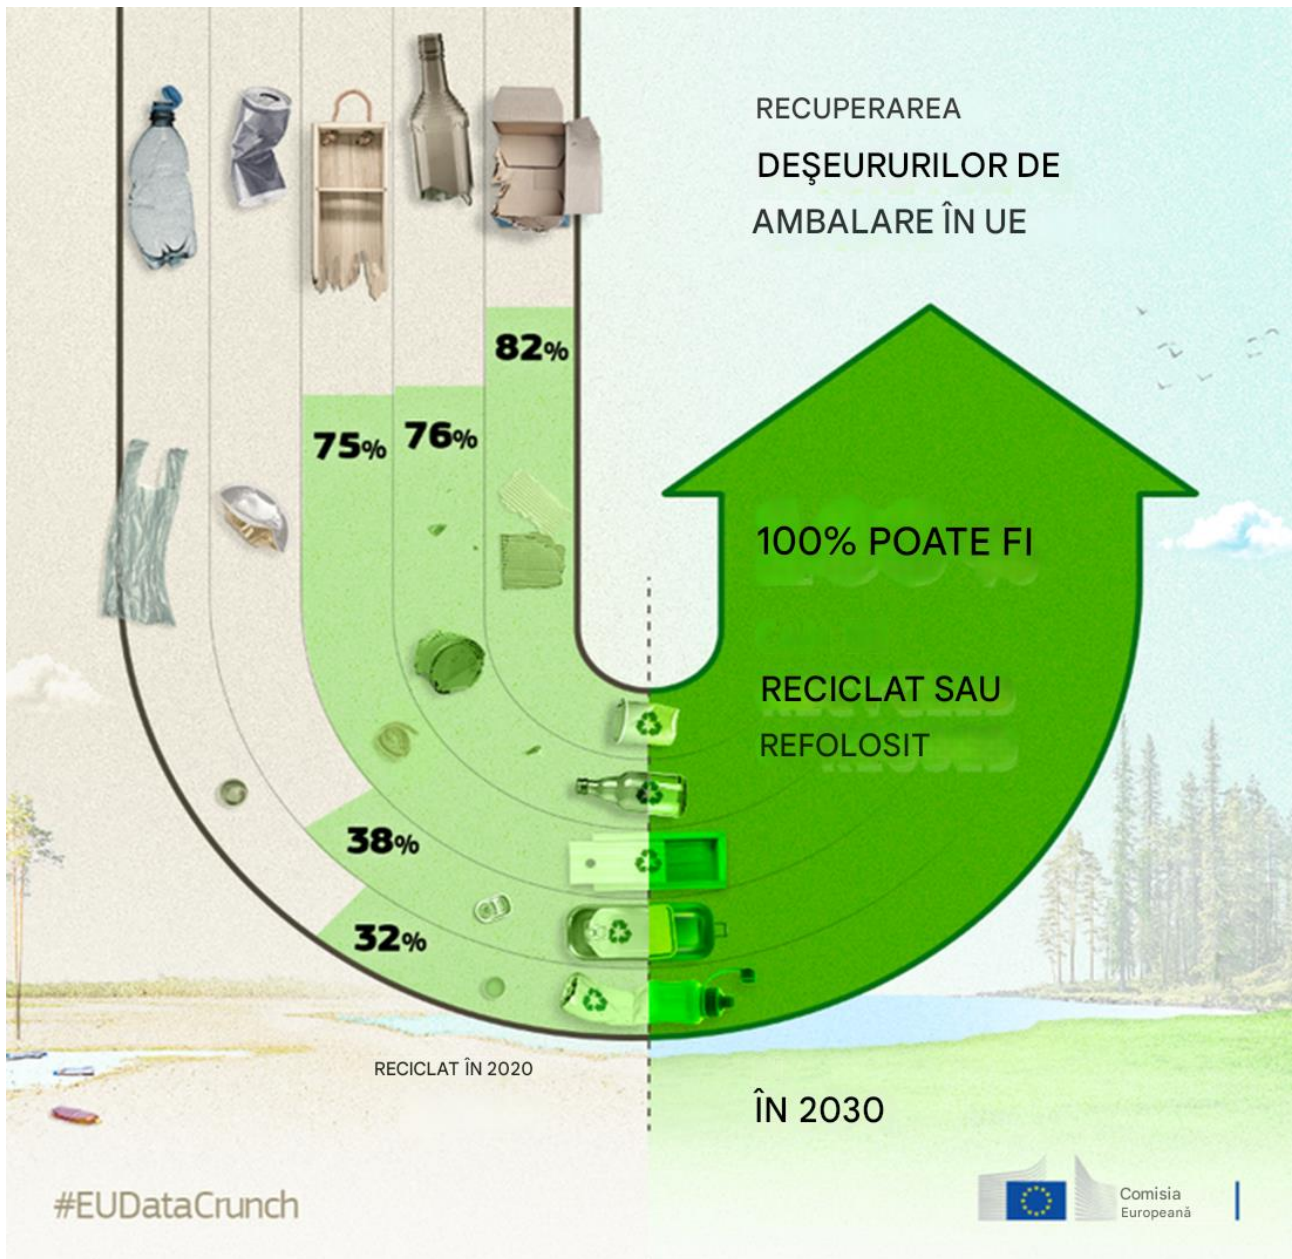 RECUPERAREA
DEŞEURURILOR DE
AMBALARE ÎN UE
82%
75%
76%
100% POATE FI
RECICLAT SAU
REFOLOSIT
38%
32%
RECICLAT ÎN 2020
ÎN 2030
#EUDataCrunch
Comisia
Europeană